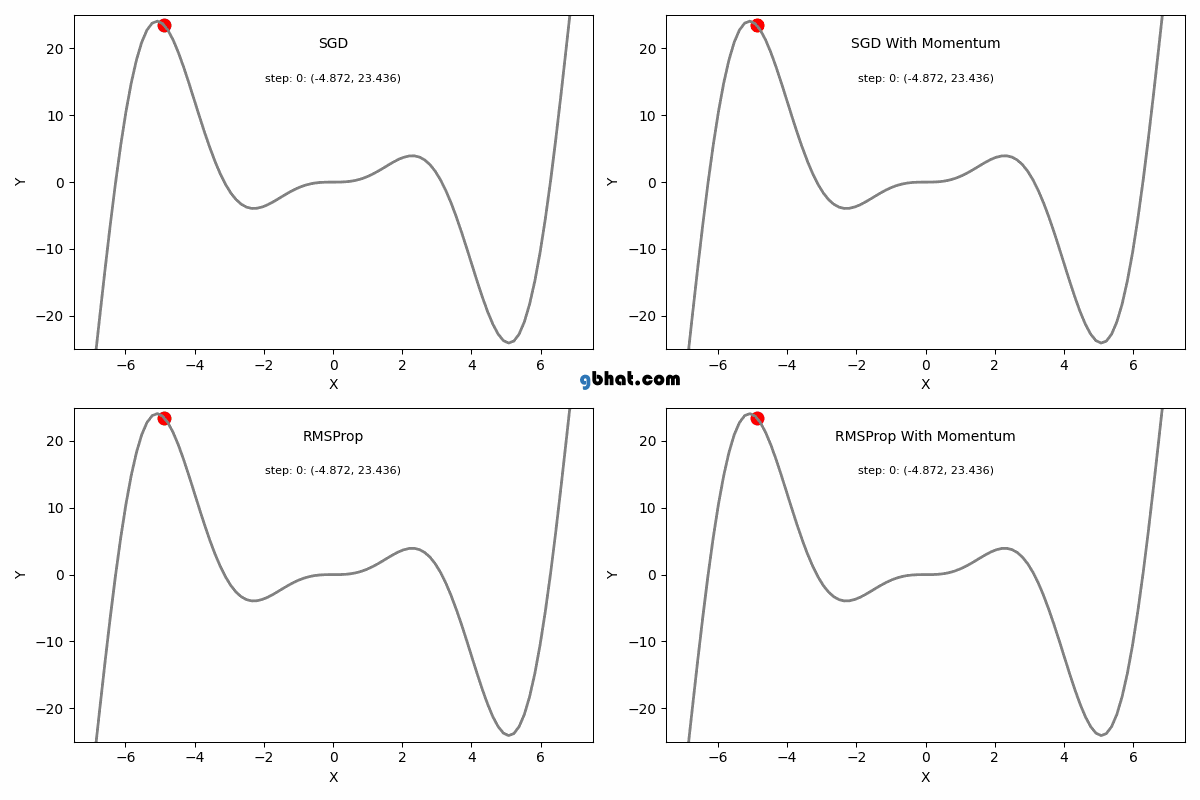 SGD
step: 0: (-4.872, 23.436)
20
10
0
−10
−20
−6 −4 −2 0 2 4 6
X
Y
SGD With Momentum
step: 0: (-4.872, 23.436)
20
10
0
−10
−20
−6 −4 −2 0 2 4 6
X
Y
gbhat.com
RMSProp
step: 0: (-4.872, 23.436)
20
10
0
−10
−20
−6 −4 −2 0 2 4 6
X
Y
RMSProp With Momentum
step: 0: (-4.872, 23.436)
20
10
0
−10
−20
−6 −4 −2 0 2 4 6
X
Y